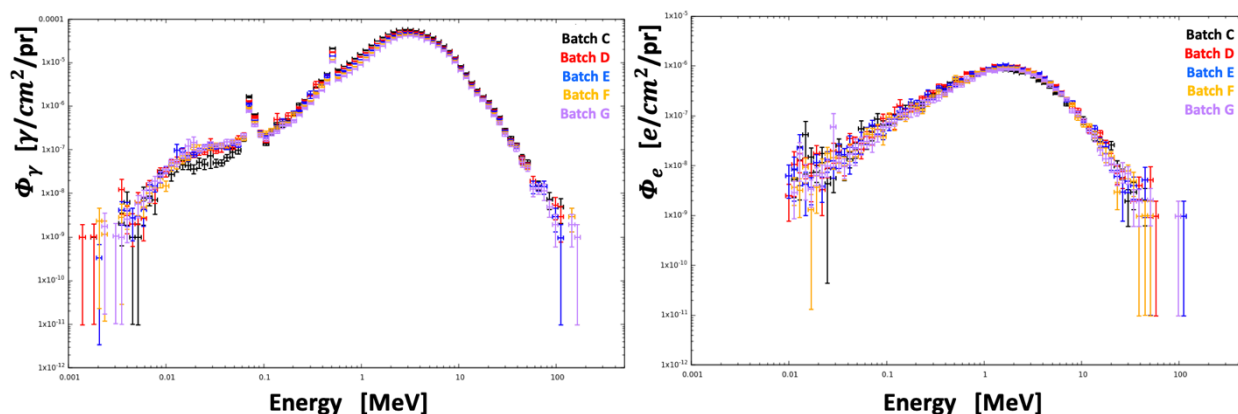 Φγ [γ/cm²/pr]
0.0001
1x10⁻⁵
1x10⁻⁶
1x10⁻⁷
1x10⁻⁸
1x10⁻⁹
1x10⁻¹⁰
1x10⁻¹¹
1x10⁻¹²
0.001 0.01 0.1 1 10 100
Energy [MeV]
Batch C
Batch D
Batch E
Batch F
Batch G
Φe [e/cm²/pr]
1x10⁻⁵
1x10⁻⁶
1x10⁻⁷
1x10⁻⁸
1x10⁻⁹
1x10⁻¹⁰
1x10⁻¹¹
1x10⁻¹²
0.001 0.01 0.1 1 10 100
Energy [MeV]
Batch C
Batch D
Batch E
Batch F
Batch G